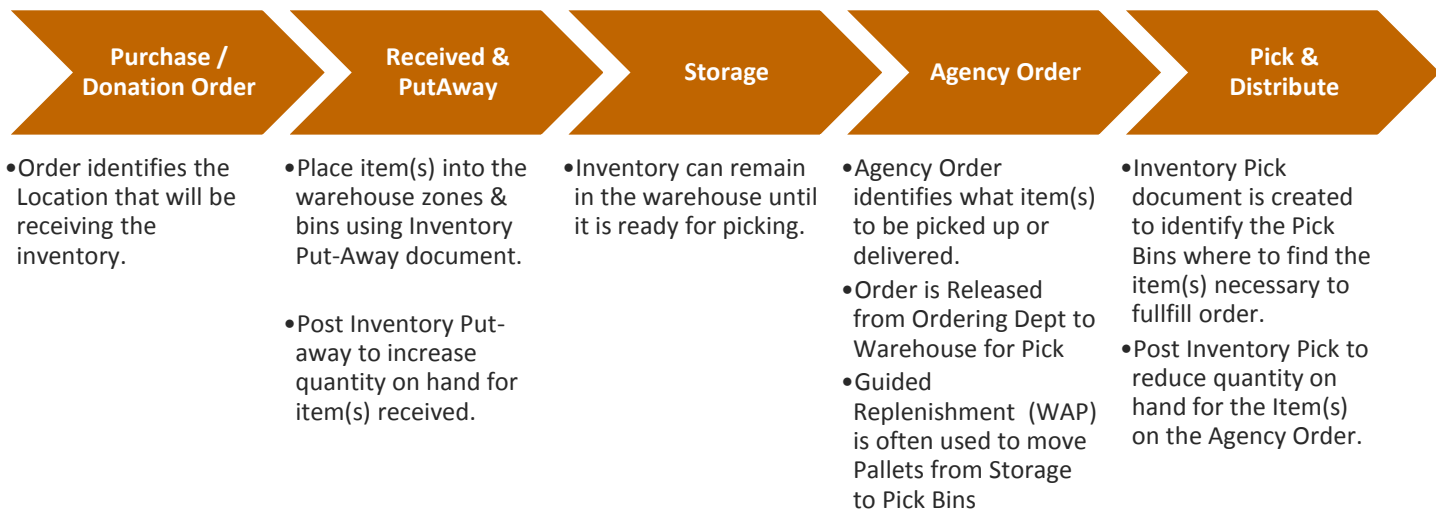 Purchase /
Donation Order
•Order identifies the
Location that will be
receiving the
inventory.
Received &
PutAway
•Place item(s) into the
warehouse zones &
bins using Inventory
Put-Away document.
•Post Inventory Put-
away to increase
quantity on hand for
item(s) received.
Storage
•Inventory can remain
in the warehouse until
it is ready for picking.
Agency Order
•Agency Order
identifies what item(s)
to be picked up or
delivered.
•Order is Released
from Ordering Dept to
Warehouse for Pick
•Guided
Replenishment (WAP)
is often used to move
Pallets from Storage
to Pick Bins
Pick &
Distribute
•Inventory Pick
document is created
to identify the Pick
Bins where to find the
item(s) necessary to
fullfill order.
•Post Inventory Pick to
reduce quantity on
hand for the Item(s)
on the Agency Order.